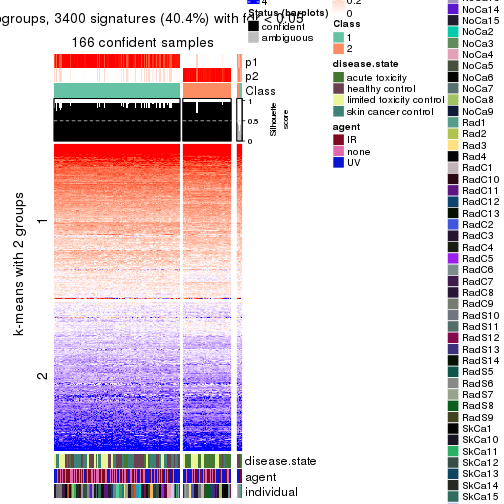 groups, 3400 signatures (40.4%) with fdr < 0.05
166 confident samples
p1
p2
Class
1
0.5
0
Silhouette
score
k-means with 2 groups
1
2
disease.state
agent
individual
4
Status (barplots)
confident
ambiguous
0.2
0
Class
1
2
disease.state
acute toxicity
healthy control
limited toxicity control
skin cancer control
agent
IR
none
UV
NoCa14
NoCa15
NoCa2
NoCa3
NoCa4
NoCa5
NoCa6
NoCa7
NoCa8
NoCa9
Rad1
Rad2
Rad3
Rad4
RadC1
RadC10
RadC11
RadC12
RadC13
RadC2
RadC3
RadC4
RadC5
RadC6
RadC7
RadC8
RadC9
RadS10
RadS11
RadS12
RadS13
RadS14
RadS5
RadS6
RadS7
RadS8
RadS9
SkCa1
SkCa10
SkCa11
SkCa12
SkCa13
SkCa14
SkCa15